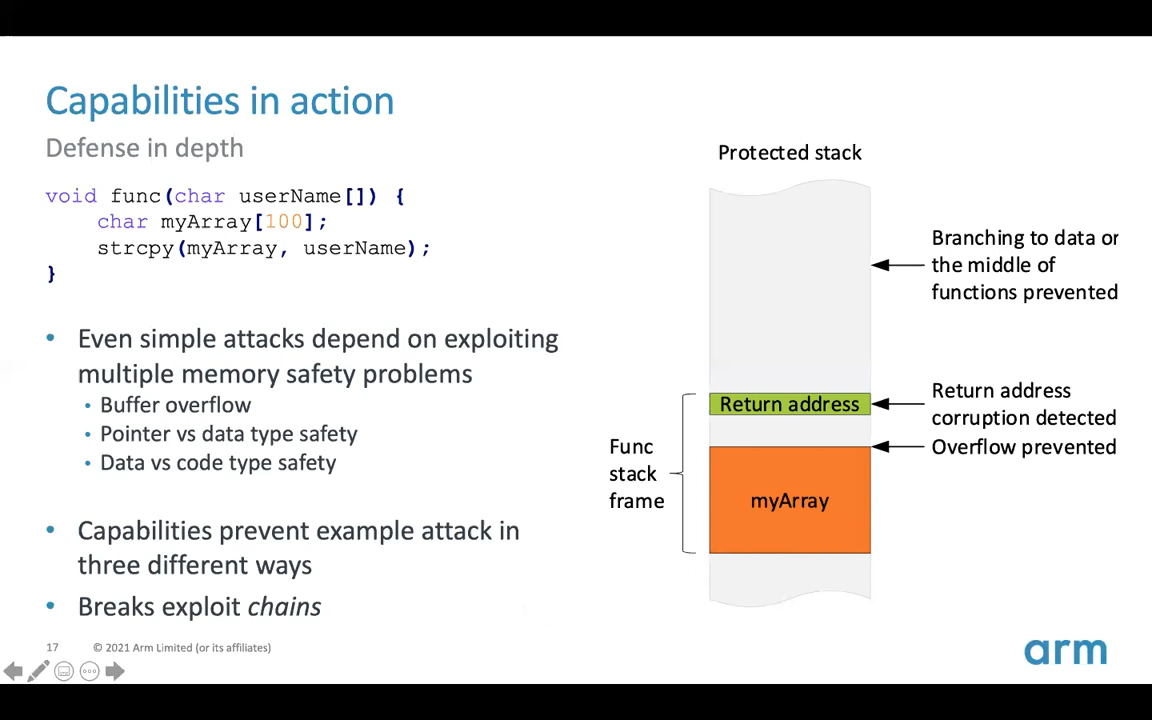 Capabilities in action
Defense in depth
void func(char userName[]) {
char myArray[100];
strcpy(myArray, userName);
}
• Even simple attacks depend on exploiting
multiple memory safety problems
• Buffer overflow
• Pointer vs data type safety
• Data vs code type safety
• Capabilities prevent example attack in
three different ways
• Breaks exploit chains
Protected stack
Branching to data or
the middle of
functions prevented
Return address
Return address
corruption detected
Overflow prevented
Func
stack
frame
myArray
17 © 2021 Arm Limited (or its affiliates)
arm